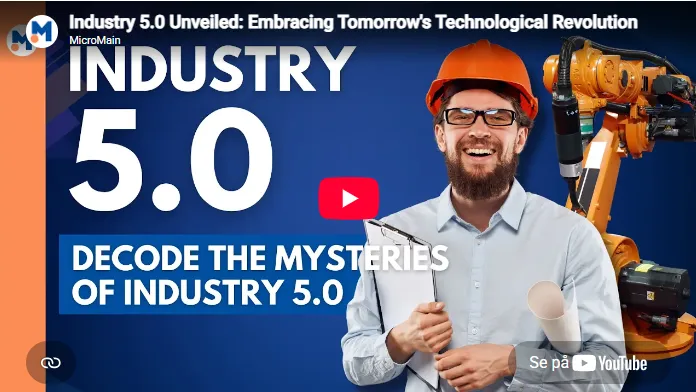 Industry 5.0 Unveiled: Embracing Tomorrow's Technological Revolution
MicroMain
INDUSTRY
5.0
DECODE THE MYSTERIES
OF INDUSTRY 5.0
Se på YouTube